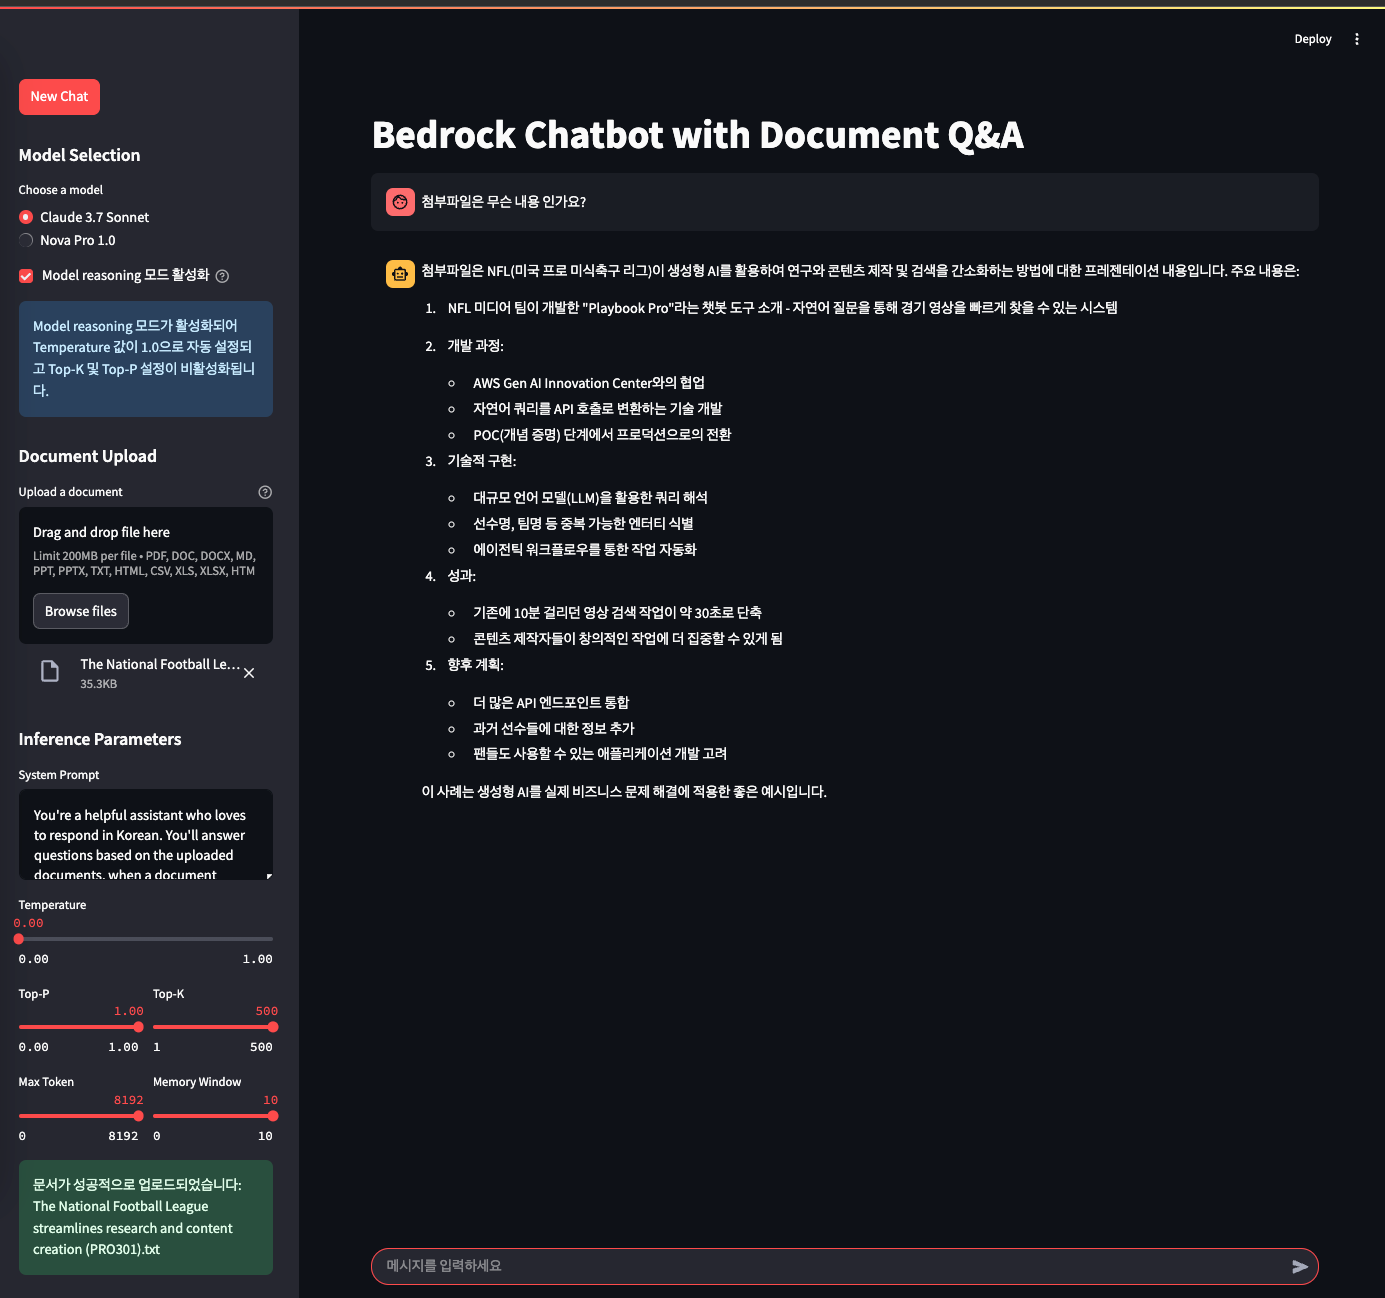 Deploy
New Chat
Model Selection
Choose a model
Claude 3.7 Sonnet
Nova Pro 1.0
Model reasoning 모드 활성화
Model reasoning 모드가 활성화되어
Temperature 값이 1.0으로 자동 설정되
고 Top-K 및 Top-P 설정이 비활성화됩니
다.
Document Upload
Upload a document
Drag and drop file here
Limit 200MB per file • PDF, DOC, DOCX, MD,
PPT, PPTX, TXT, HTML, CSV, XLS, XLSX, HTM
Browse files
The National Football Le...
35.3KB
Inference Parameters
System Prompt
You're a helpful assistant who loves
to respond in Korean. You'll answer
questions based on the uploaded
documents. when a document
Temperature
0.00
0.00 1.00
Top-P Top-K
1.00 500
0.00 1.00 1 500
Max Token Memory Window
8192 10
0 8192 0 10
문서가 성공적으로 업로드되었습니다:
The National Football League
streamlines research and content
creation (PRO301).txt
Bedrock Chatbot with Document Q&A
첨부파일은 무슨 내용 인가요?
첨부파일은 NFL(미국 프로 미식축구 리그)이 생성형 AI를 활용하여 연구와 콘텐츠 제작 및 검색을 간소화하는 방법에 대한 프레젠테이션 내용입니다. 주요 내용은:
1. NFL 미디어 팀이 개발한 "Playbook Pro"라는 챗봇 도구 소개 - 자연어 질문을 통해 경기 영상을 빠르게 찾을 수 있는 시스템
2. 개발 과정:
AWS Gen AI Innovation Center와의 협업
자연어 쿼리를 API 호출로 변환하는 기술 개발
POC(개념 증명) 단계에서 프로덕션으로의 전환
3. 기술적 구현:
대규모 언어 모델(LLM)을 활용한 쿼리 해석
선수명, 팀명 등 중복 가능한 엔터티 식별
에이전틱 워크플로우를 통한 작업 자동화
4. 성과:
기존에 10분 걸리던 영상 검색 작업이 약 30초로 단축
콘텐츠 제작자들이 창의적인 작업에 더 집중할 수 있게 됨
5. 향후 계획:
더 많은 API 엔드포인트 통합
과거 선수들에 대한 정보 추가
팬들도 사용할 수 있는 애플리케이션 개발 고려
이 사례는 생성형 AI를 실제 비즈니스 문제 해결에 적용한 좋은 예시입니다.
메시지를 입력하세요